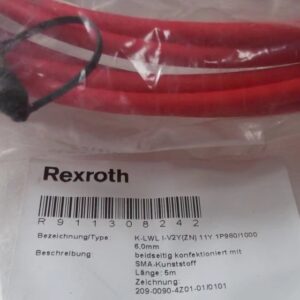 Rexroth
R911308242
Bezeichnung/Type K-LWL I-V2Y(ZN) 11Y 1P980/1000
6,0mm
Beschreibung beidseitig konfektioniert mit
SMA-Kunststoff
Länge: 5m
Zeichnung:
209-0090-4Z01-01/0101